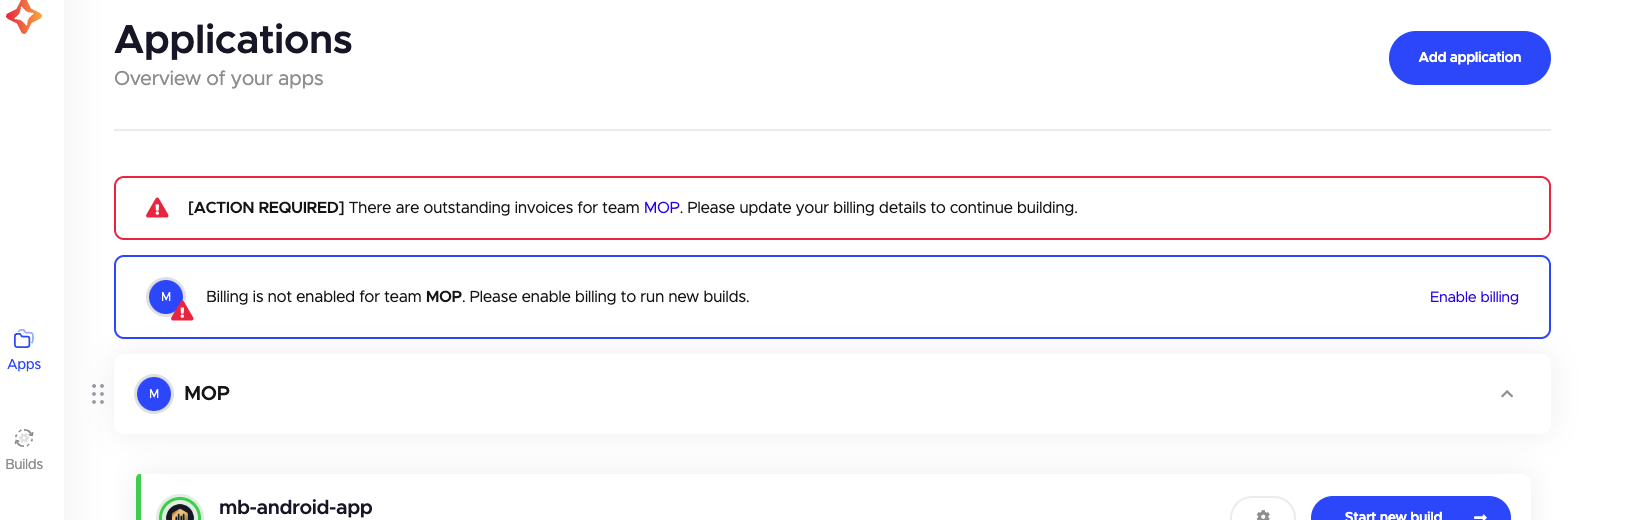 Applications
Overview of your apps
Add application
[ACTION REQUIRED] There are outstanding invoices for team MOP. Please update your billing details to continue building.
M
Billing is not enabled for team MOP. Please enable billing to run new builds.
Enable billing
Apps
M
MOP
Builds
mb-android-app
Start new build